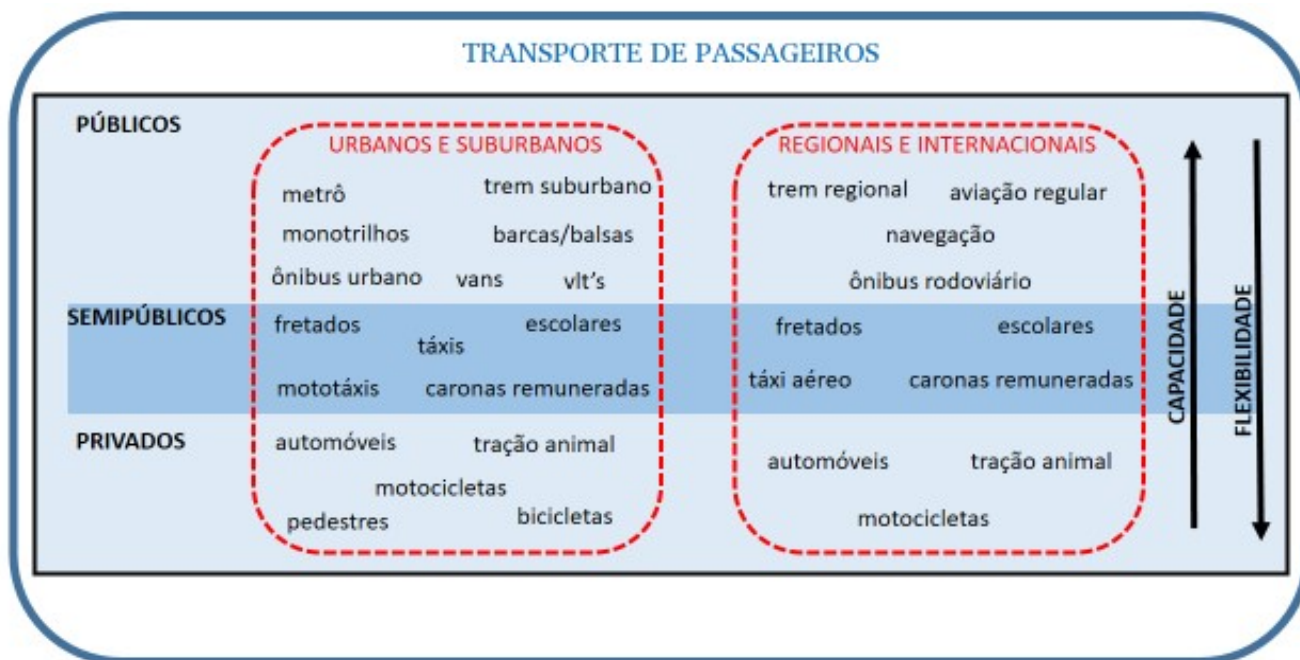 TRANSPORTE DE PASSAGEIROS
PÚBLICOS
URBANOS E SUBURBANOS
metrô
trem suburbano
monotrilhos
barcas/balsas
ônibus urbano
vans
vlt's
REGIONAIS E INTERNACIONAIS
trem regional
aviação regular
navegação
ônibus rodoviário
SEMIPÚBLICOS
fretados
escolares
táxis
mototáxis
caronas remuneradas
fretados
escolares
táxi aéreo
caronas remuneradas
PRIVADOS
automóveis
tração animal
motocicletas
pedestres
bicicletas
automóveis
tração animal
motocicletas
CAPACIDADE
FLEXIBILIDADE